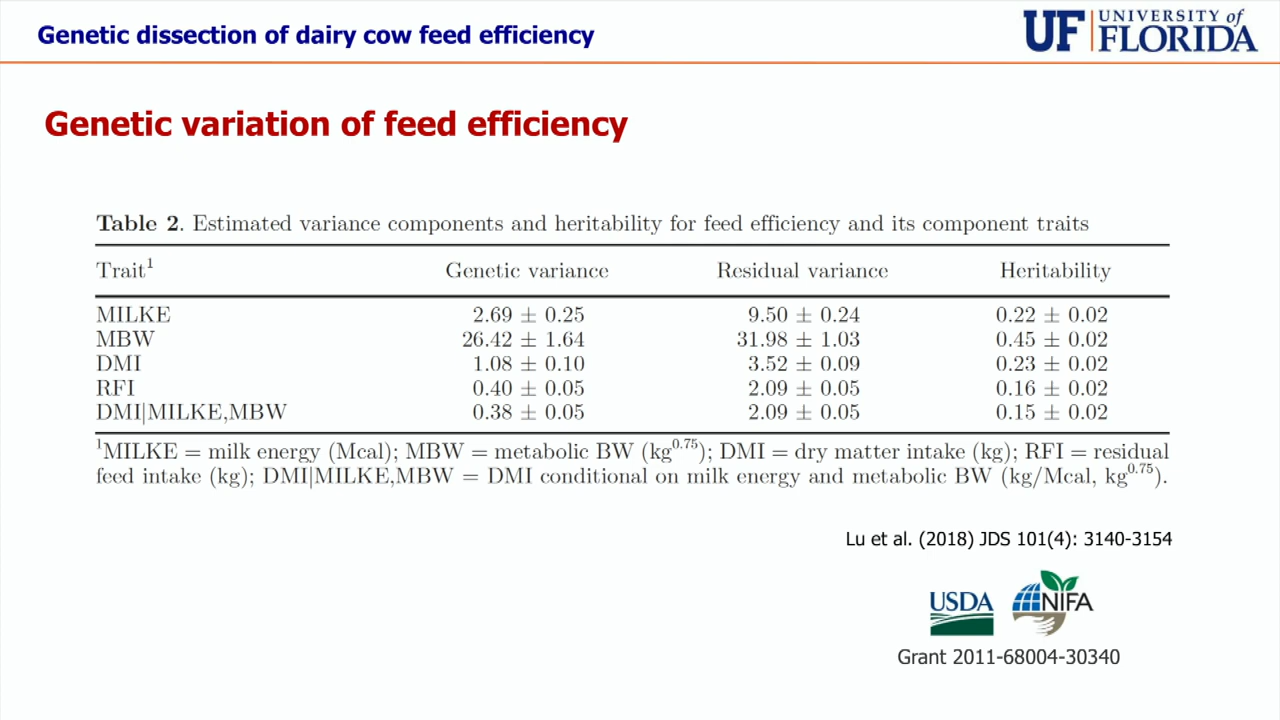 Genetic dissection of dairy cow feed efficiency
UF UNIVERSITY of
FLORIDA
Genetic variation of feed efficiency
Table 2. Estimated variance components and heritability for feed efficiency and its component traits
Trait¹ Genetic variance Residual variance Heritability
MILKE 2.69 ± 0.25 9.50 ± 0.24 0.22 ± 0.02
MBW 26.42 ± 1.64 31.98 ± 1.03 0.45 ± 0.02
DMI 1.08 ± 0.10 3.52 ± 0.09 0.23 ± 0.02
RFI 0.40 ± 0.05 2.09 ± 0.05 0.16 ± 0.02
DMI|MILKE,MBW 0.38 ± 0.05 2.09 ± 0.05 0.15 ± 0.02
¹MILKE = milk energy (Mcal); MBW = metabolic BW (kg⁰·⁷⁵); DMI = dry matter intake (kg); RFI = residual
feed intake (kg); DMI|MILKE,MBW = DMI conditional on milk energy and metabolic BW (kg/Mcal, kg⁰·⁷⁵).
Lu et al. (2018) JDS 101(4): 3140-3154
USDA NIFA
Grant 2011-68004-30340